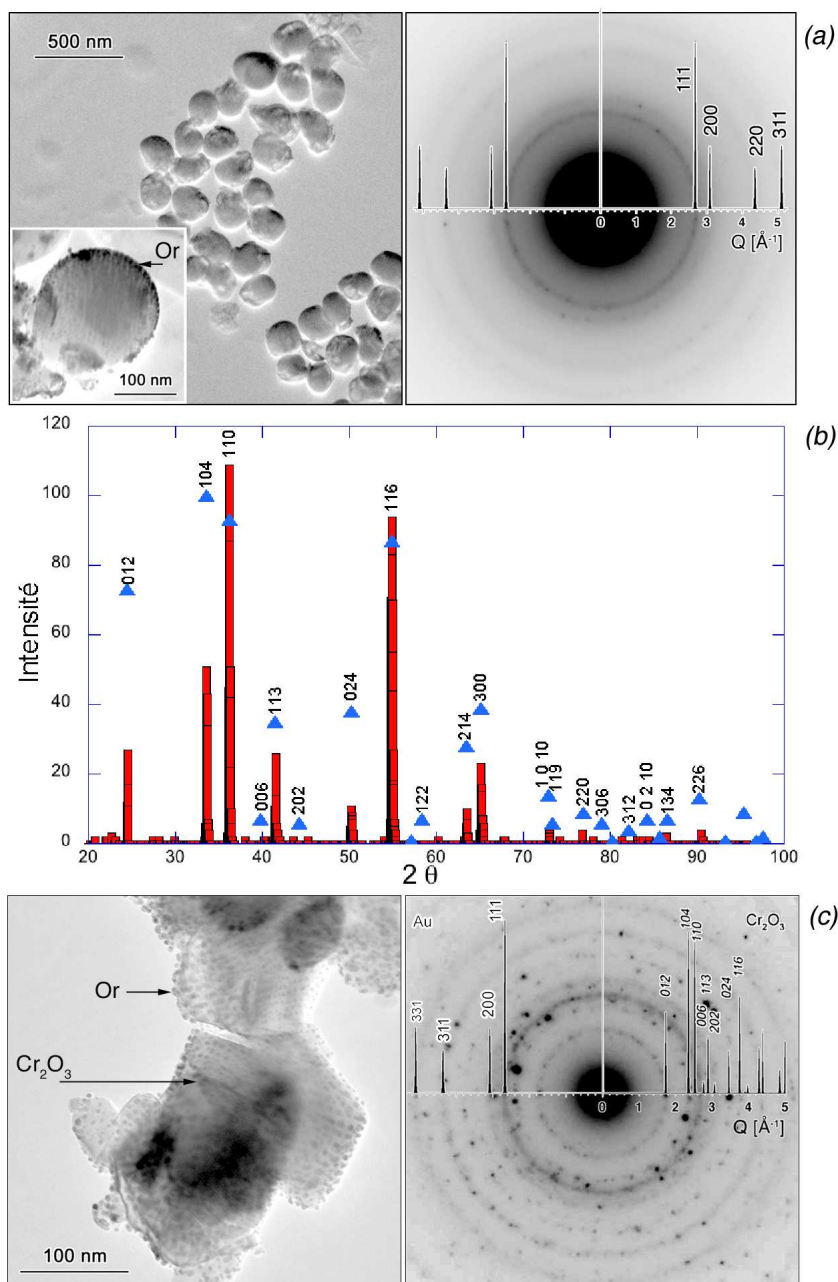 500 nm
Or
100 nm
(a)
111
200
220
311
0 1 2 3 4 5
Q [Å⁻¹]
(b)
Intensité
120
100
80
60
40
20
0
012
104
110
006
113
202
024
116
122
214
300
1 0 10
119
220
306
312
0 2 10
134
226
20 30 40 50 60 70 80 90 100
2 θ
(c)
Or
Cr₂O₃
100 nm
Au
Cr₂O₃
331
311
200
111
012
104
110
006
113
202
024
116
0 1 2 3 4 5
Q [Å⁻¹]